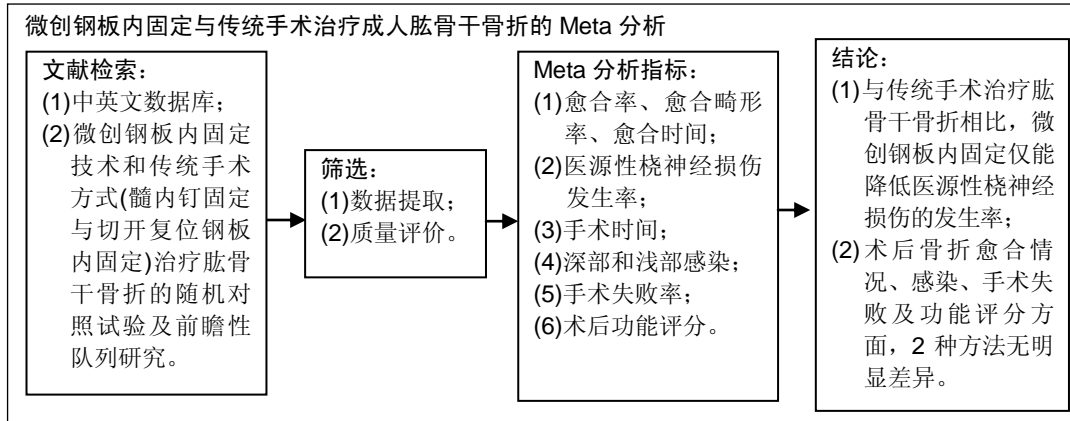 微创钢板内固定与传统手术治疗成人肱骨干骨折的 Meta 分析
文献检索：
(1)中英文数据库；
(2)微创钢板内固定
技术和传统手术
方式(髓内钉固定
与切开复位钢板
内固定)治疗肱骨
干骨折的随机对
照试验及前瞻性
队列研究。
筛选：
(1)数据提取；
(2)质量评价。
Meta 分析指标：
(1)愈合率、愈合畸形
率、愈合时间；
(2)医源性桡神经损伤
发生率；
(3)手术时间；
(4)深部和浅部感染；
(5)手术失败率；
(6)术后功能评分。
结论：
(1)与传统手术治疗肱
骨干骨折相比，微
创钢板内固定仅能
降低医源性桡神经
损伤的发生率；
(2)术后骨折愈合情
况、感染、手术失
败及功能评分方
面，2 种方法无明
显差异。